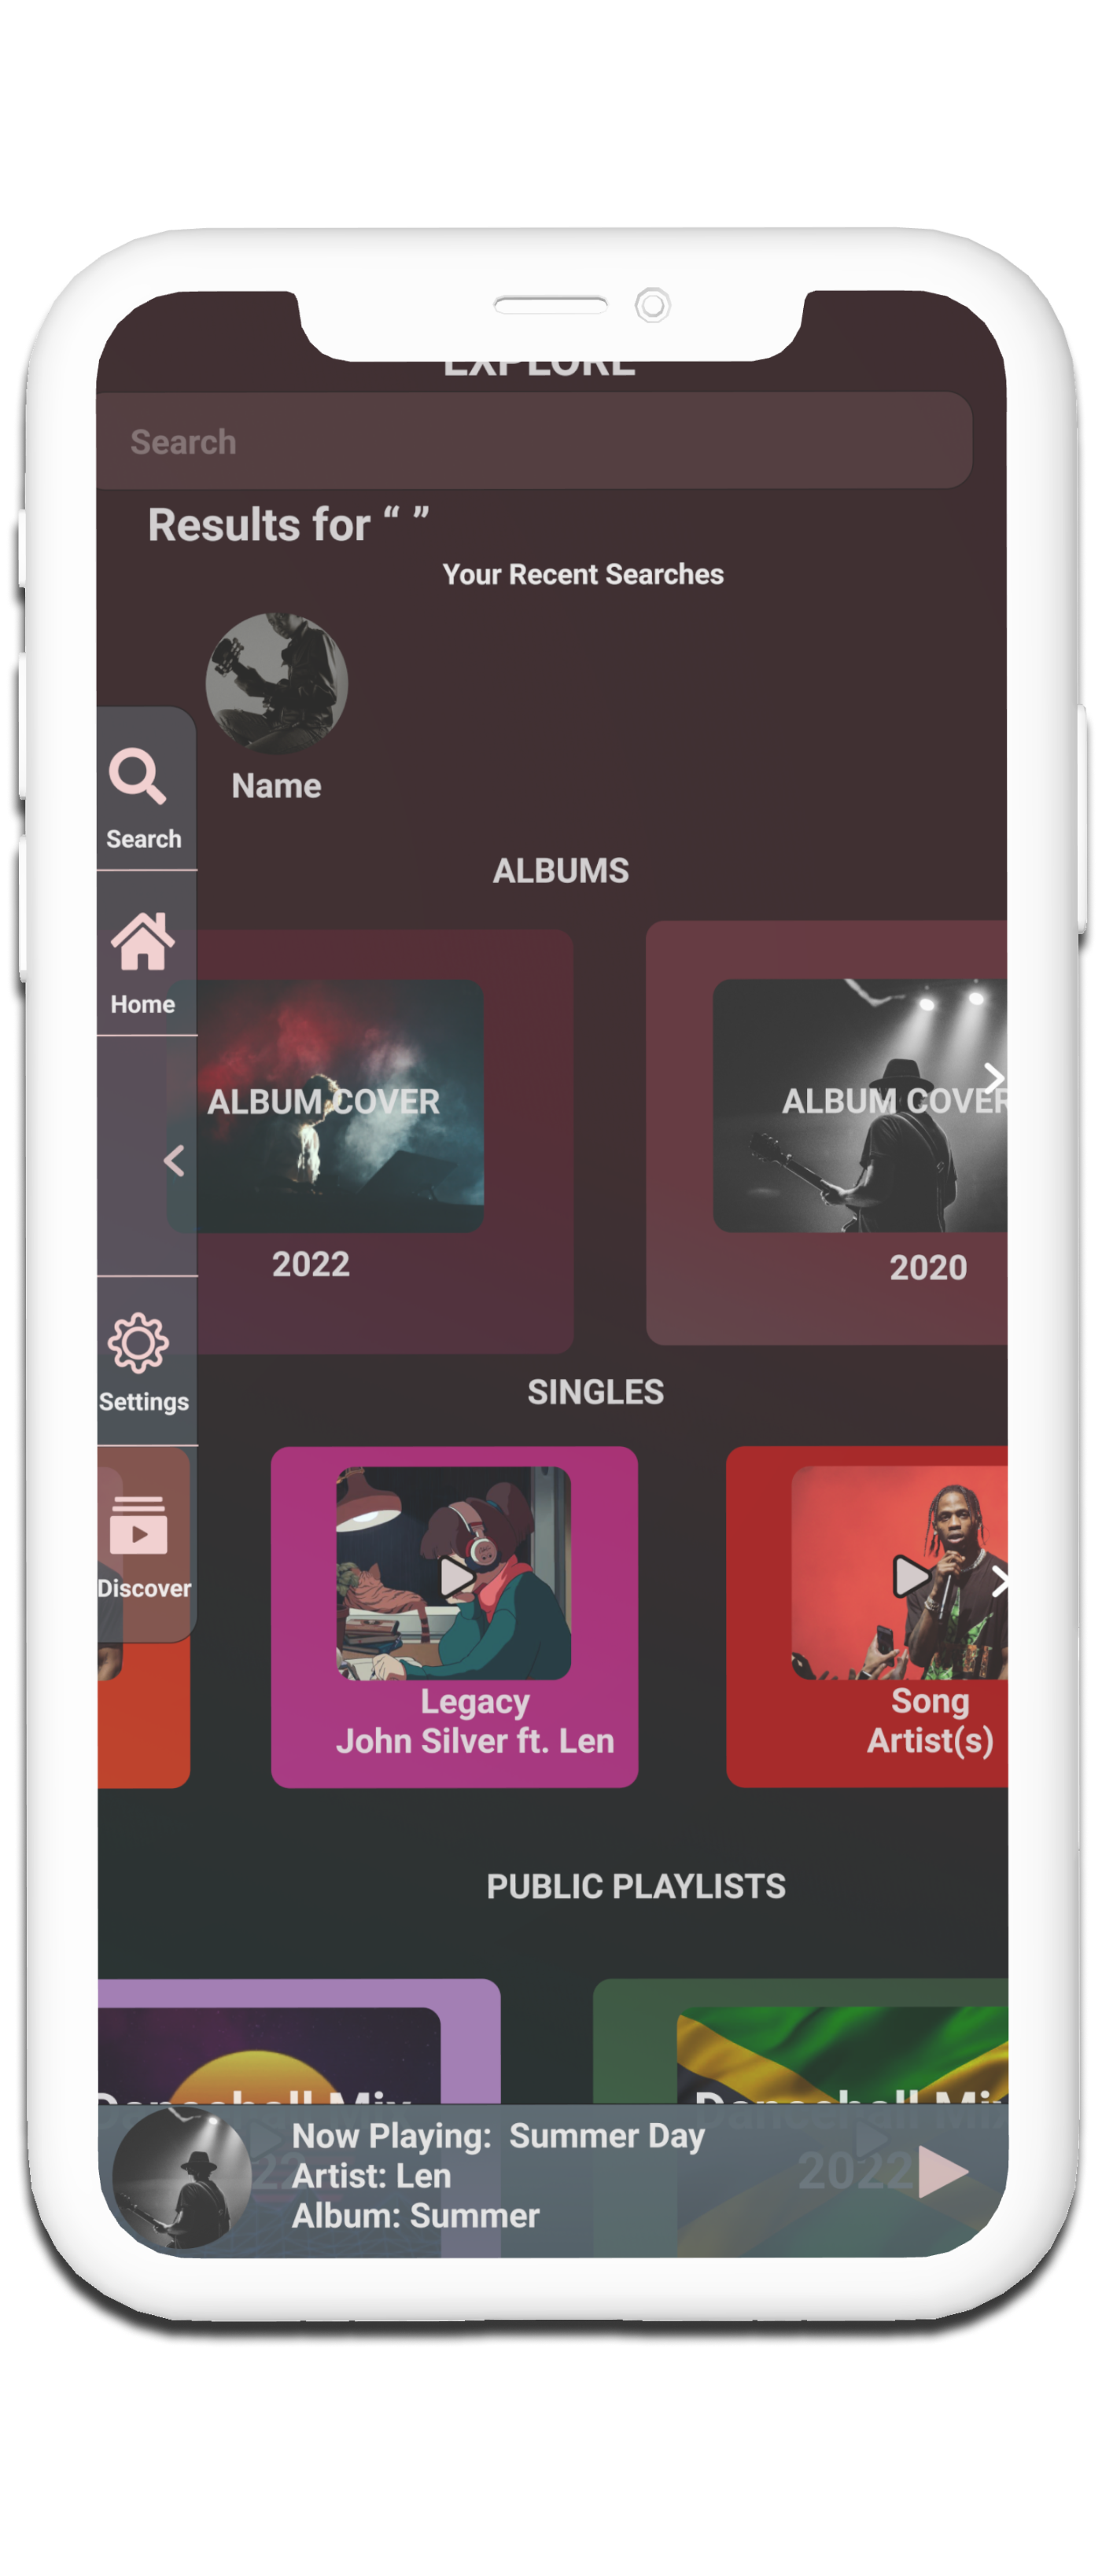 EXPLORE
Search
Results for “ ”
Your Recent Searches
Name
Search
Home
Settings
Discover
ALBUMS
ALBUM COVER
2022
ALBUM COVER
2020
SINGLES
Legacy
John Silver ft. Len
Song
Artist(s)
PUBLIC PLAYLISTS
Dancehall Mix
Dancehall Mix
22
2022
Now Playing: Summer Day
Artist: Len
Album: Summer